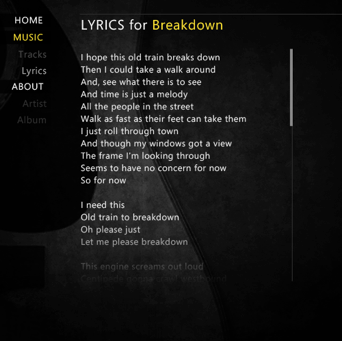 HOME
MUSIC
Tracks
Lyrics
ABOUT
Artist
Album
LYRICS for Breakdown
I hope this old train breaks down
Then I could take a walk around
And, see what there is to see
And time is just a melody
All the people in the street
Walk as fast as their feet can take them
I just roll through town
And though my windows got a view
The frame I'm looking through
Seems to have no concern for now
So for now
I need this
Old train to breakdown
Oh please just
Let me please breakdown
This engine screams out loud